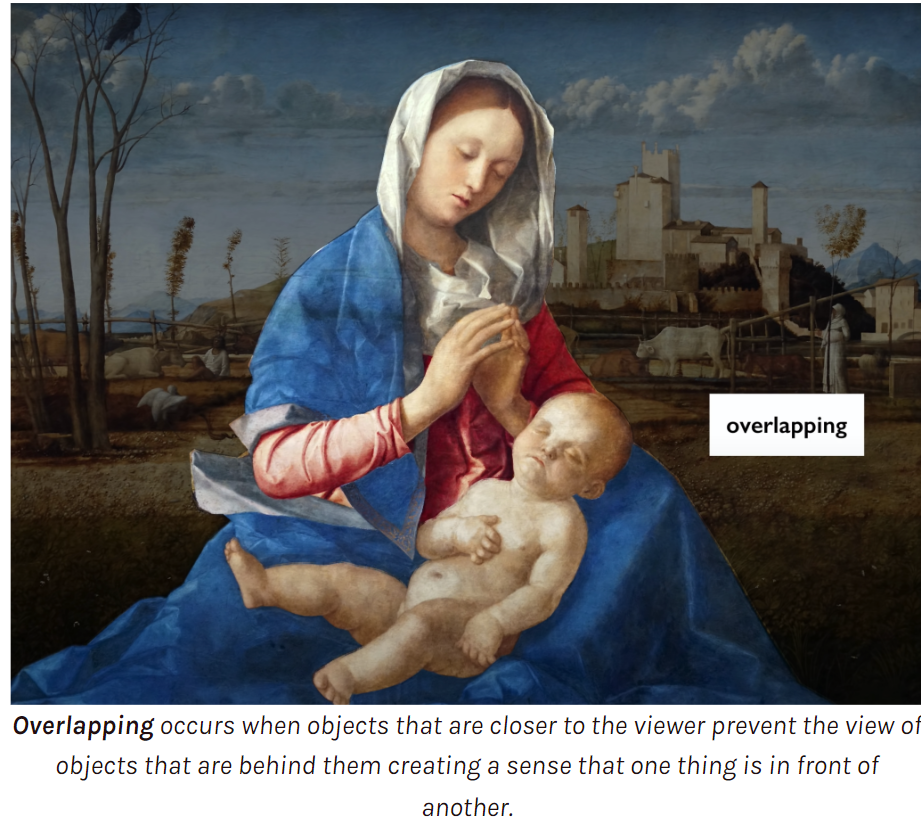 overlapping
Overlapping occurs when objects that are closer to the viewer prevent the view of
objects that are behind them creating a sense that one thing is in front of
another.